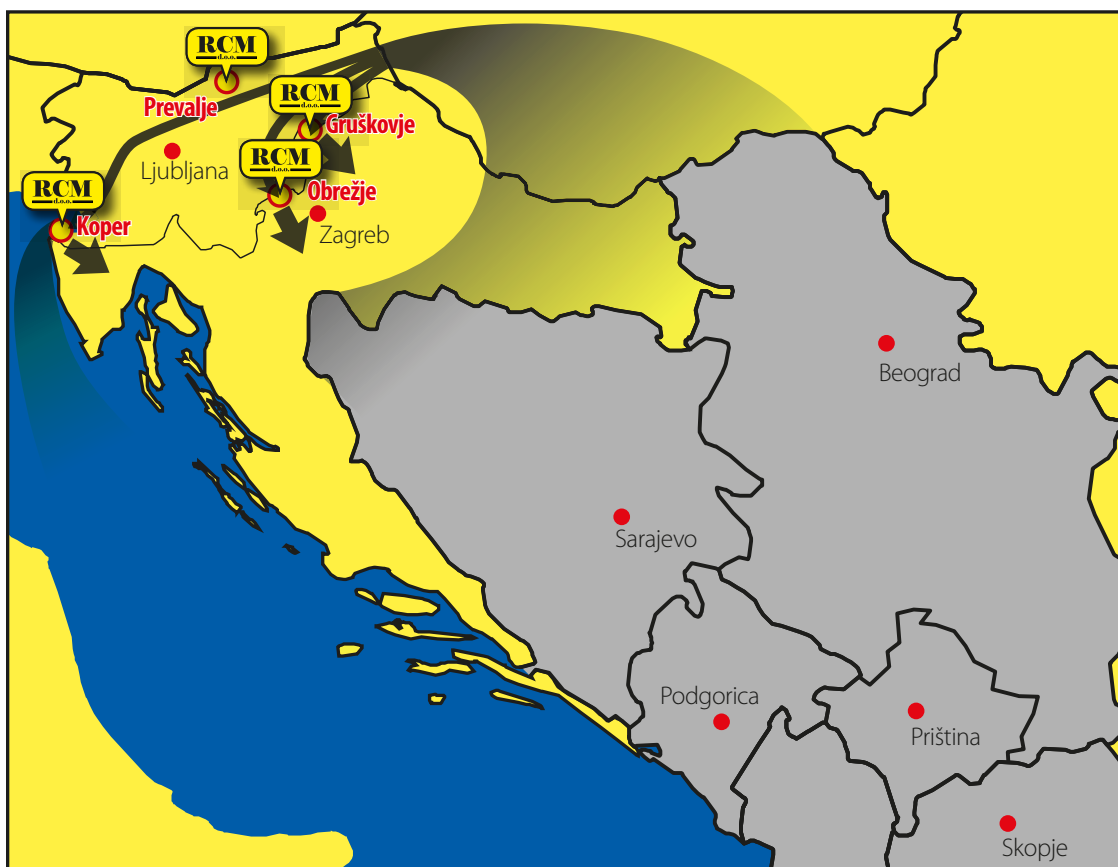 RCM
d.o.o.
Prevalje
RCM
d.o.o.
Gruškovje
Ljubljana
RCM
d.o.o.
Obrežje
RCM
d.o.o.
Koper
Zagreb
Beograd
Sarajevo
Podgorica
Priština
Skopje